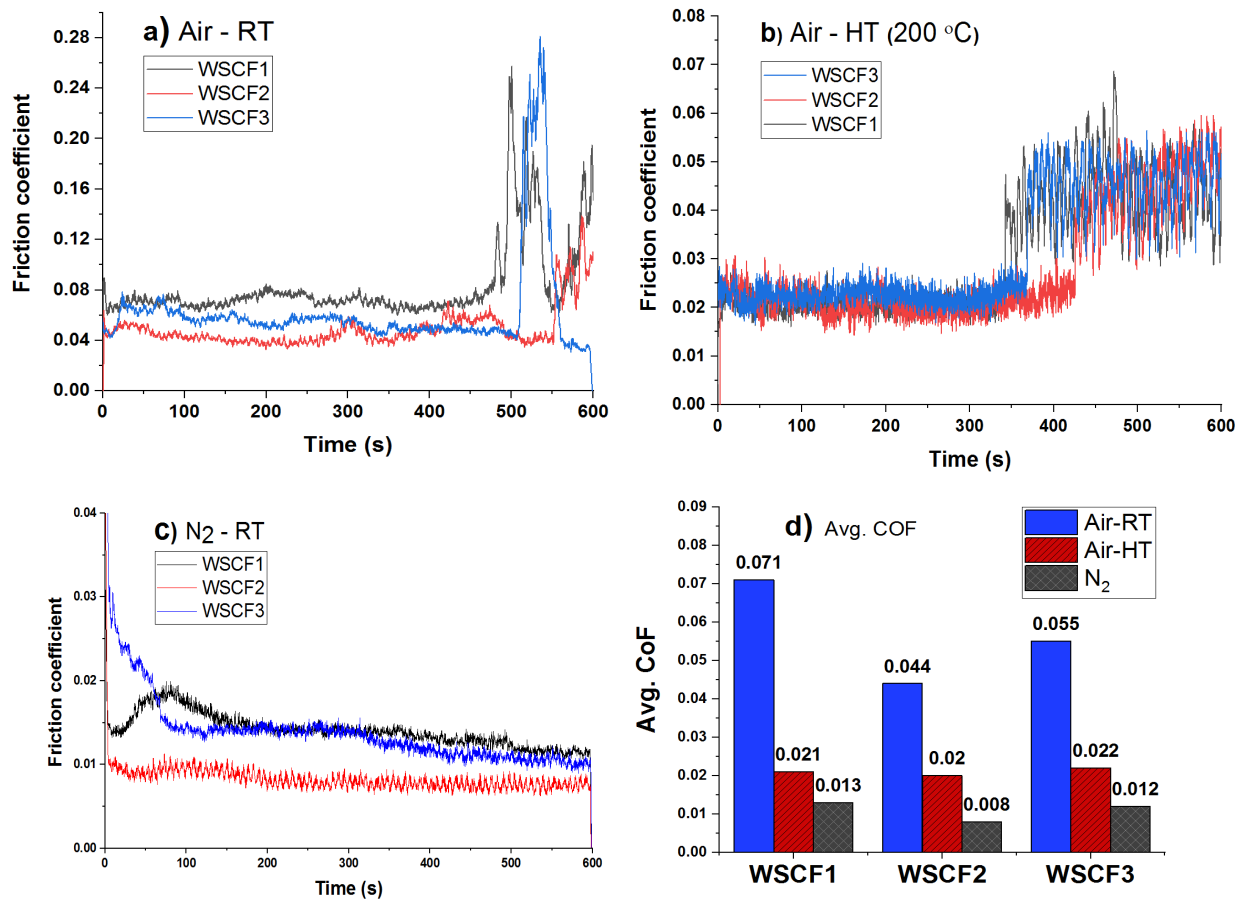 a) Air - RT
WSCF1
WSCF2
WSCF3
Friction coefficient
0.28
0.24
0.20
0.16
0.12
0.08
0.04
0.00
0 100 200 300 400 500 600
Time (s)
b) Air - HT (200 °C)
WSCF3
WSCF2
WSCF1
Friction coefficient
0.08
0.07
0.06
0.05
0.04
0.03
0.02
0.01
0.00
0 100 200 300 400 500 600
Time (s)
c) N2 - RT
WSCF1
WSCF2
WSCF3
Friction coefficient
0.04
0.03
0.02
0.01
0.00
0 100 200 300 400 500 600
Time (s)
d) Avg. COF
Air-RT
Air-HT
N2
Avg. CoF
0.09
0.08
0.07
0.06
0.05
0.04
0.03
0.02
0.01
0.00
0.071
0.021
0.013
0.044
0.02
0.008
0.055
0.022
0.012
WSCF1 WSCF2 WSCF3